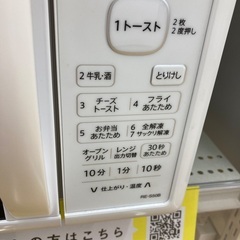 1トースト
2枚
2度押し
2牛乳・酒
とりけし
3 チーズトースト
4 フライあたため
5 お弁当あたため
6 全解凍
7 サックリ解凍
オーブングリル
レンジ出力切替
30秒あたため
10分
1分
10秒
仕上がり・温度
の方はこちら